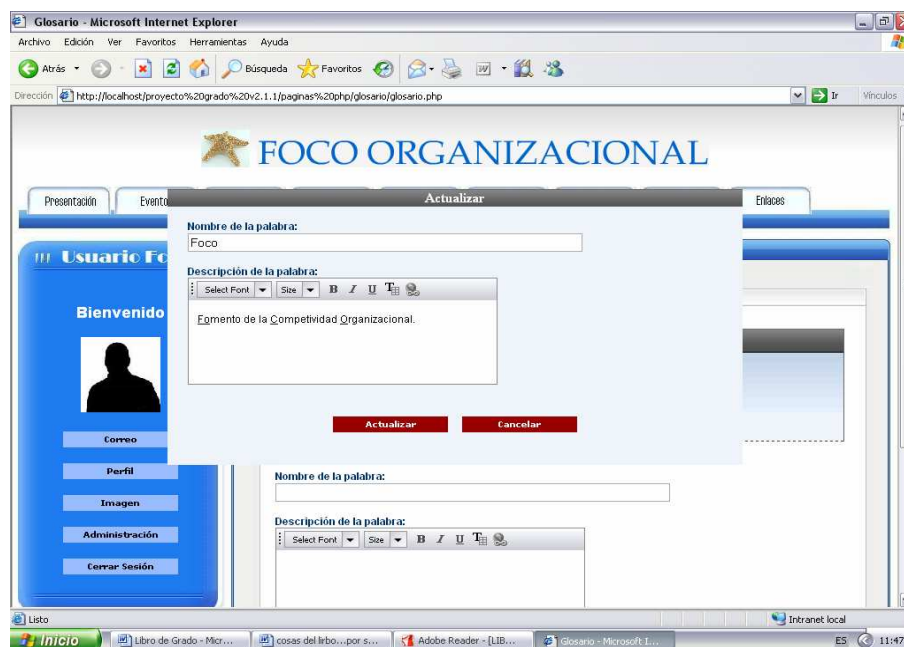 Glosario - Microsoft Internet Explorer
Archivo Edición Ver Favoritos Herramientas Ayuda
Atrás Búsqueda Favoritos
Dirección http://localhost/proyecto%20grado%20v2.1.1/paginas%20php/glosario/glosario.php Ir Vínculos
FOCO ORGANIZACIONAL
Presentación Evento Enlaces
Actualizar
Nombre de la palabra:
Foco
Usuario Fo
Descripción de la palabra:
Select Font Size B I U T
Bienvenido
Fomento de la Competividad Organizacional.
Actualizar Cancelar
Correo
Perfil
Nombre de la palabra:
Imagen
Descripción de la palabra:
Administración
Select Font Size B I U T
Cerrar Sesión
Listo Intranet local
Inicio Libro de Grado - Micr... cosas del lirbo...por s... Adobe Reader - [LIB... Glosario - Microsoft I... ES 11:47